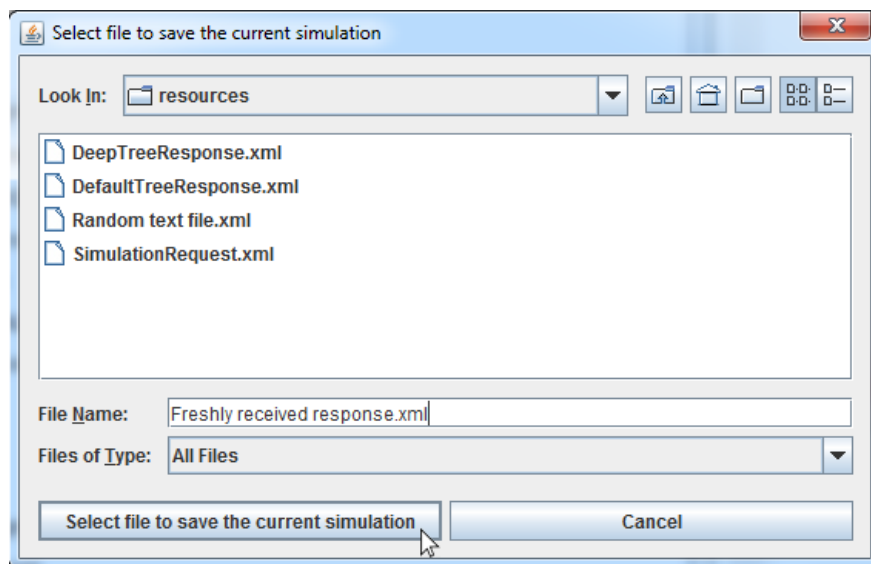 Select file to save the current simulation
Look In: resources
DeepTreeResponse.xml
DefaultTreeResponse.xml
Random text file.xml
SimulationRequest.xml
File Name: Freshly received response.xml
Files of Type: All Files
Select file to save the current simulation Cancel